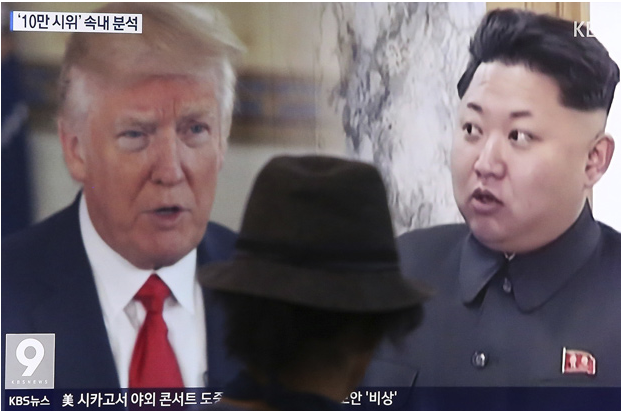 '10만 시위' 속내 분석
KBS
9
KBS뉴스 美 시카고서 야외 콘서트 도중 '비상'